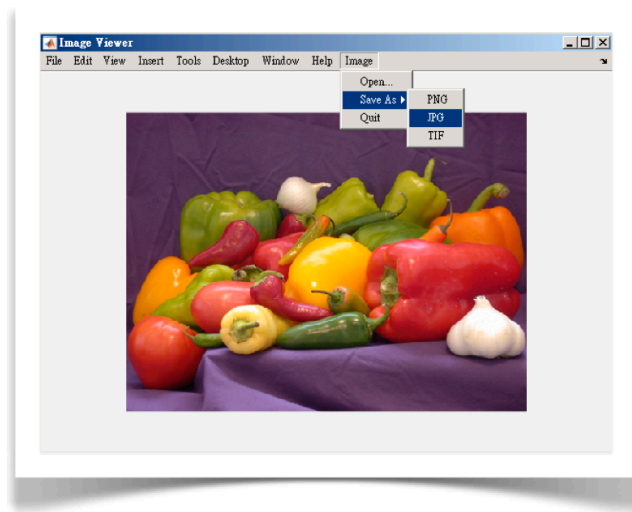 Image Viewer
File Edit View Insert Tools Desktop Window Help Image
Open...
Save As PNG
JPG
Quit
TIF